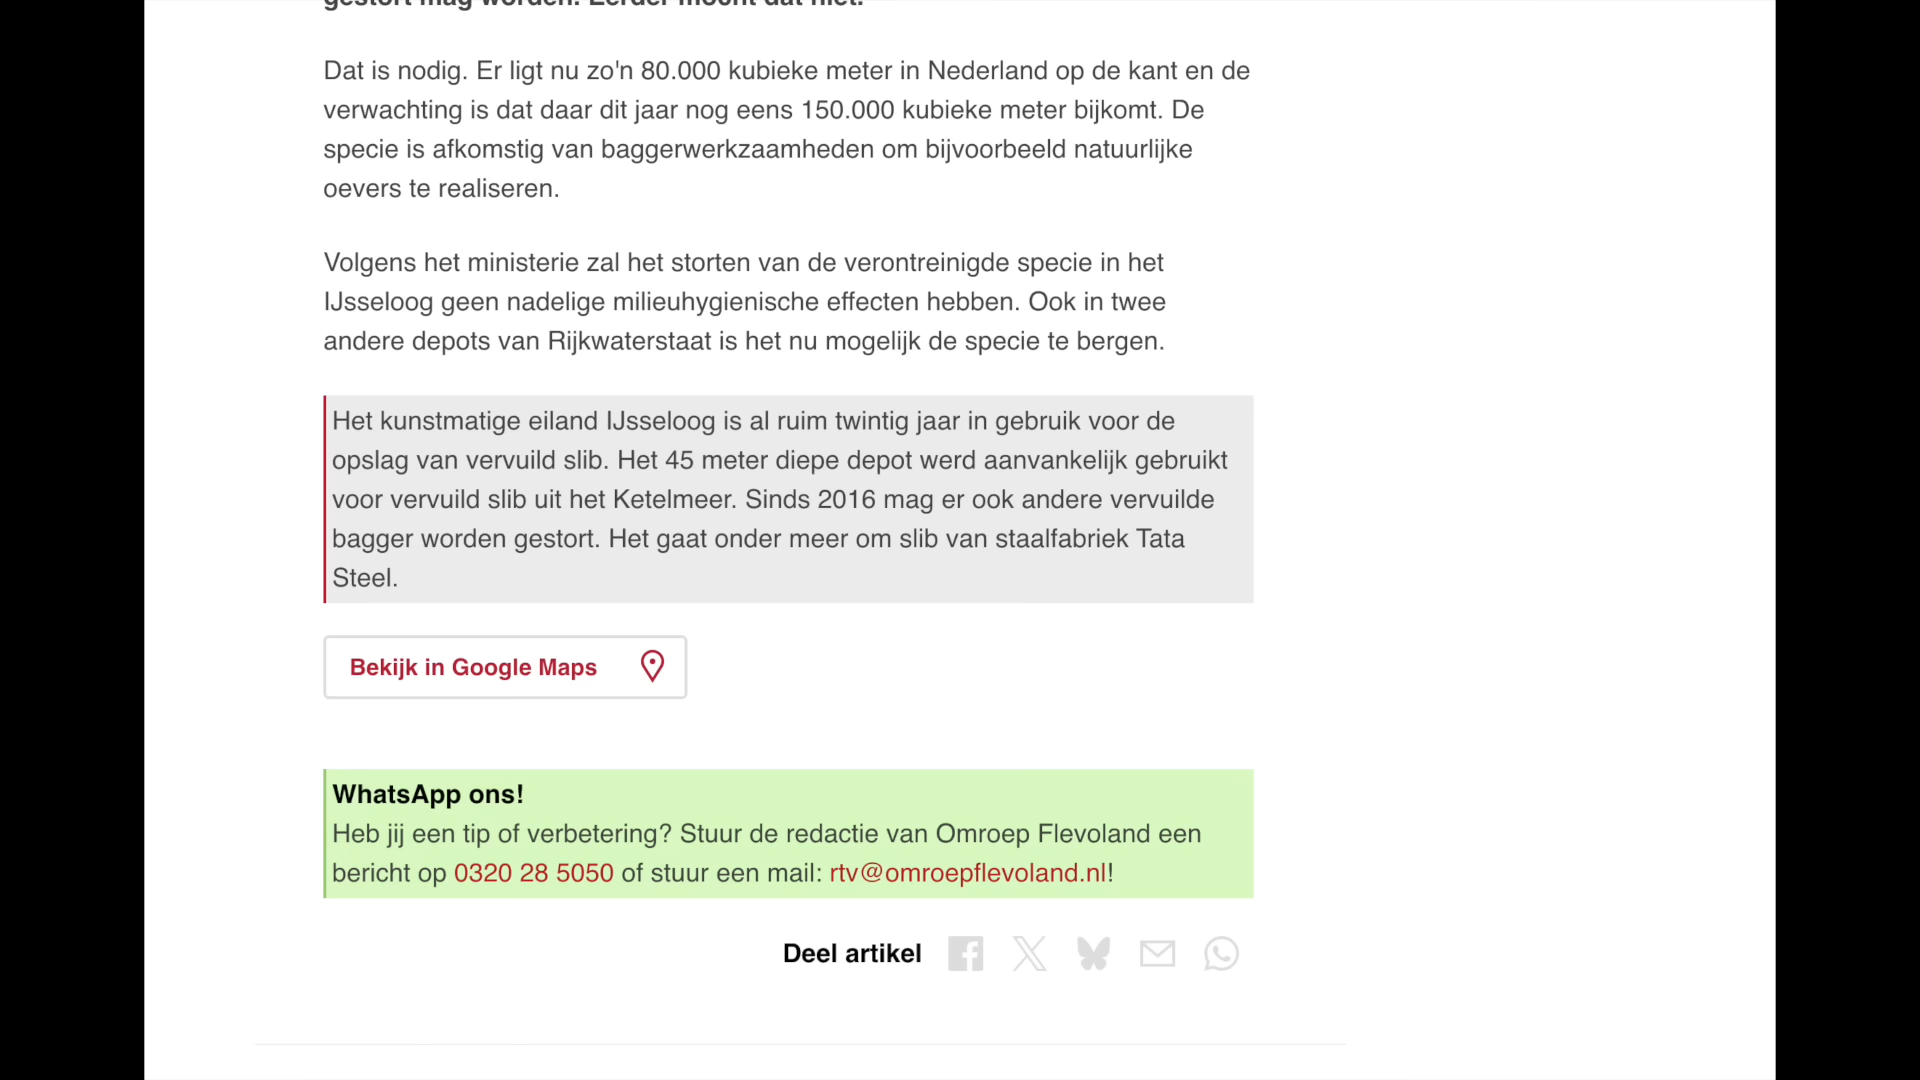 gestort mag worden. Eerder mocht dat niet.
Dat is nodig. Er ligt nu zo'n 80.000 kubieke meter in Nederland op de kant en de
verwachting is dat daar dit jaar nog eens 150.000 kubieke meter bijkomt. De
specie is afkomstig van baggerwerkzaamheden om bijvoorbeeld natuurlijke
oevers te realiseren.
Volgens het ministerie zal het storten van de verontreinigde specie in het
IJsseloog geen nadelige milieuhygienische effecten hebben. Ook in twee
andere depots van Rijkwaterstaat is het nu mogelijk de specie te bergen.
Het kunstmatige eiland IJsseloog is al ruim twintig jaar in gebruik voor de
opslag van vervuild slib. Het 45 meter diepe depot werd aanvankelijk gebruikt
voor vervuild slib uit het Ketelmeer. Sinds 2016 mag er ook andere vervuilde
bagger worden gestort. Het gaat onder meer om slib van staalfabriek Tata
Steel.
Bekijk in Google Maps
WhatsApp ons!
Heb jij een tip of verbetering? Stuur de redactie van Omroep Flevoland een
bericht op 0320 28 5050 of stuur een mail: rtv@omroepflevoland.nl!
Deel artikel